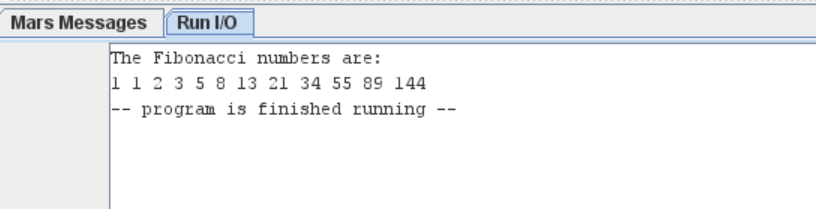 Mars Messages Run I/O
The Fibonacci numbers are:
1 1 2 3 5 8 13 21 34 55 89 144
-- program is finished running --